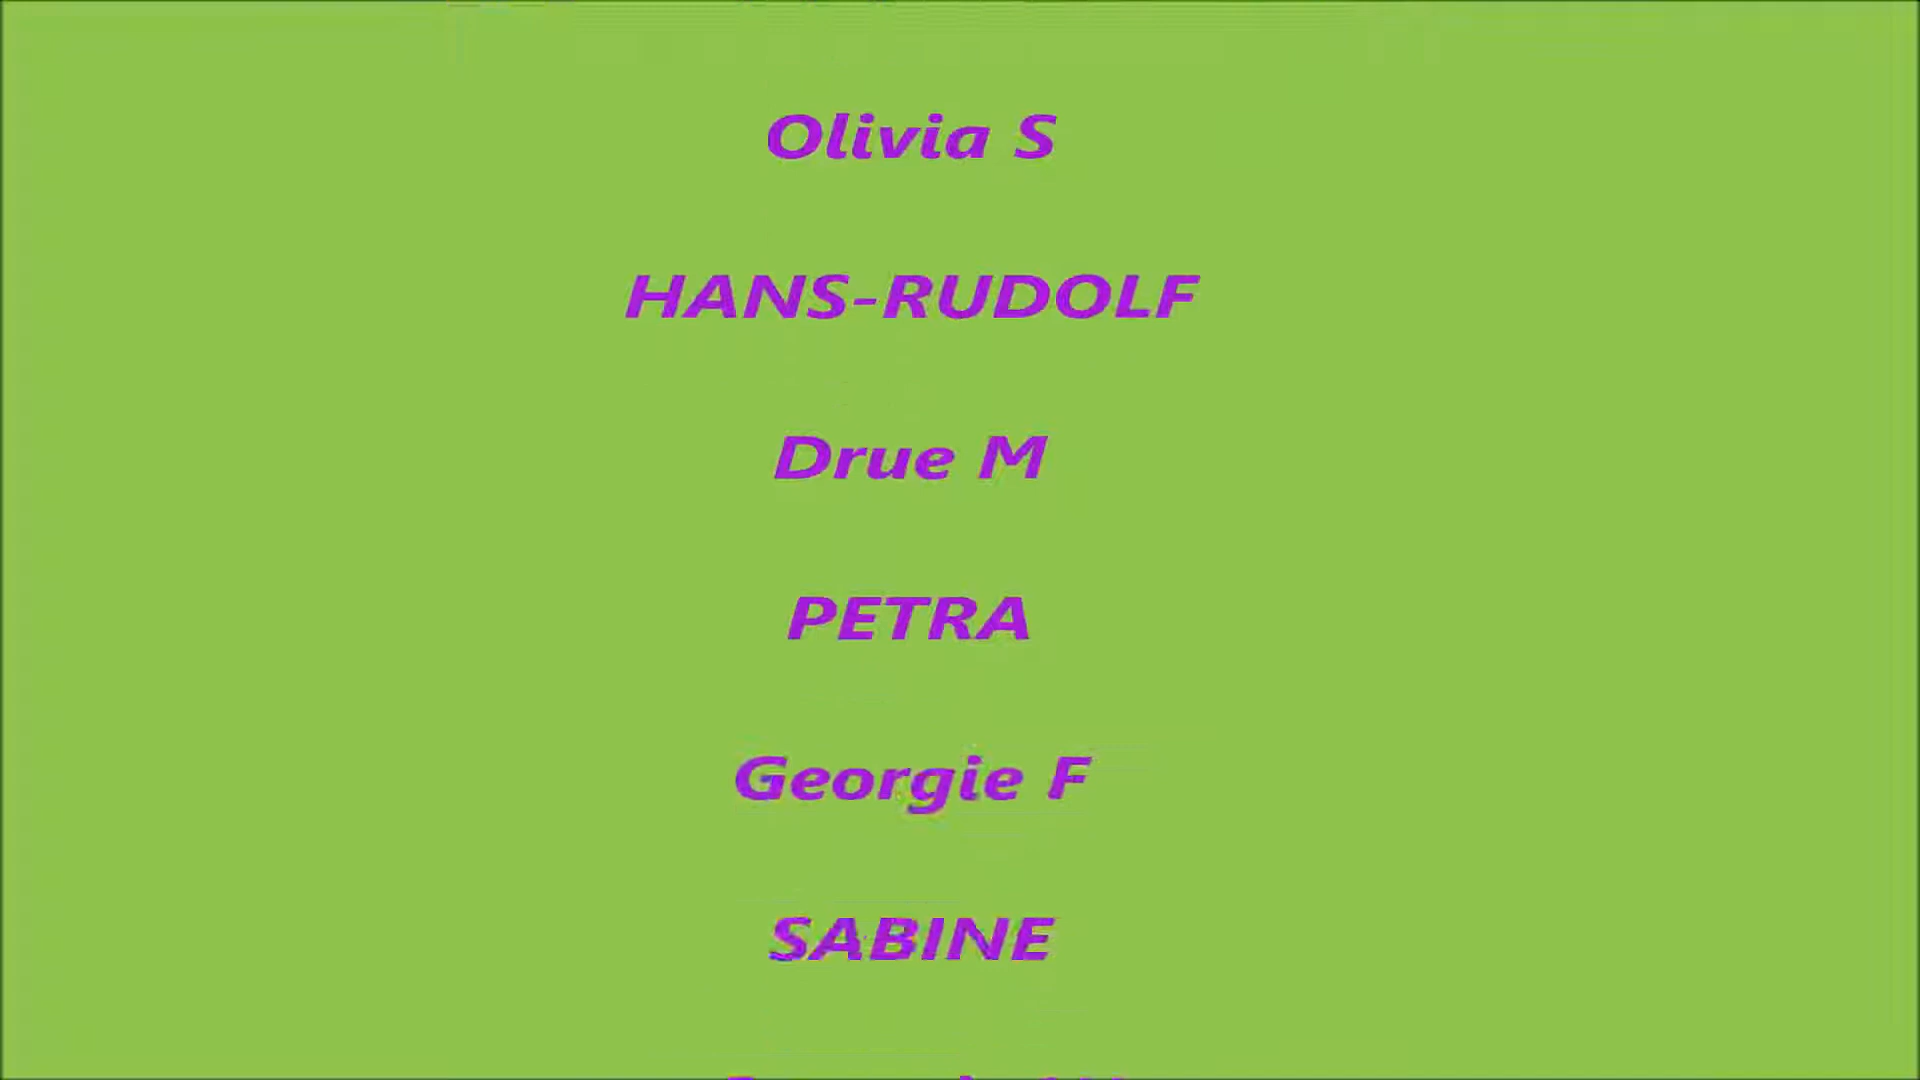 Olivia S
HANS-RUDOLF
Drue M
PETRA
Georgie F
SABINE